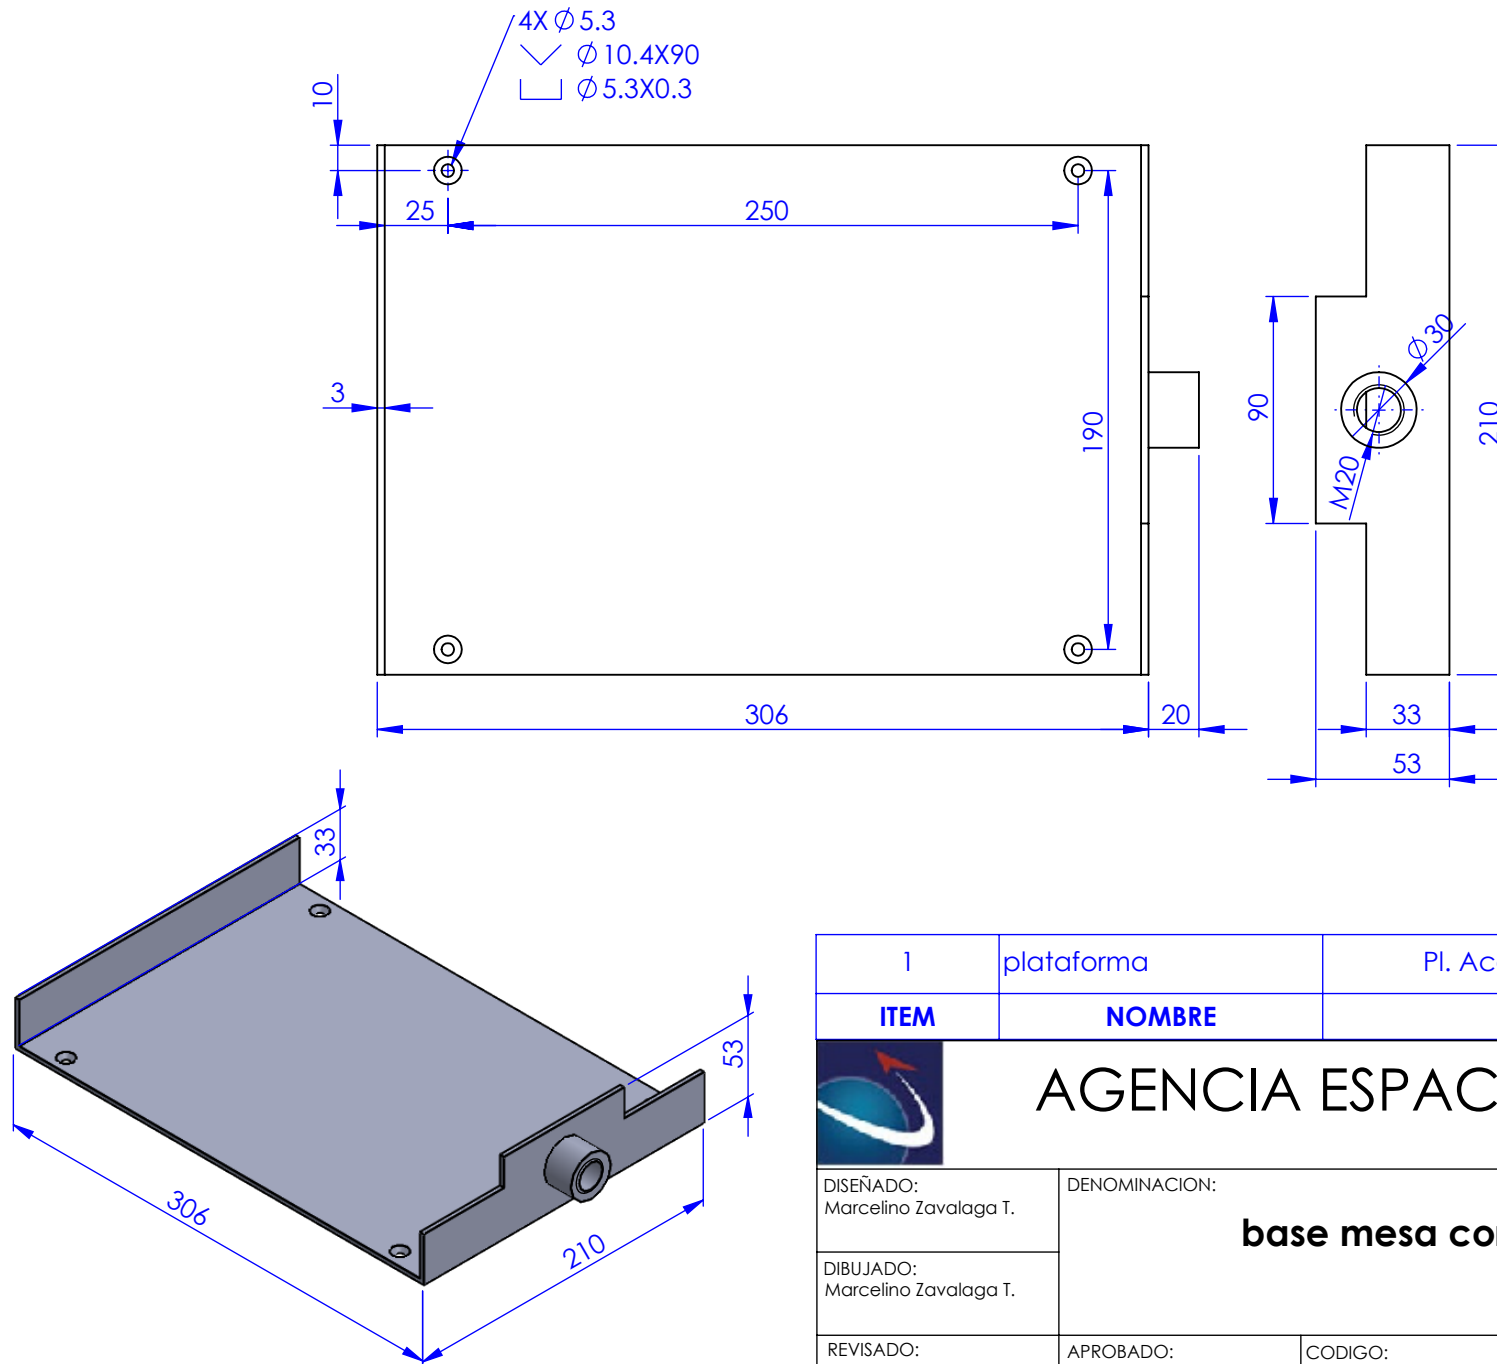 4X ∅ 5.3
∅ 10.4X90
∅ 5.3X0.3
10
25
250
3
190
306
20
90
∅ 30
M20
210
33
53
33
53
306
210
1 plataforma Pl. Ac
ITEM NOMBRE
AGENCIA ESPAC
DISEÑADO:
Marcelino Zavalaga T.
DENOMINACION:
base mesa co
DIBUJADO:
Marcelino Zavalaga T.
REVISADO: APROBADO: CODIGO: